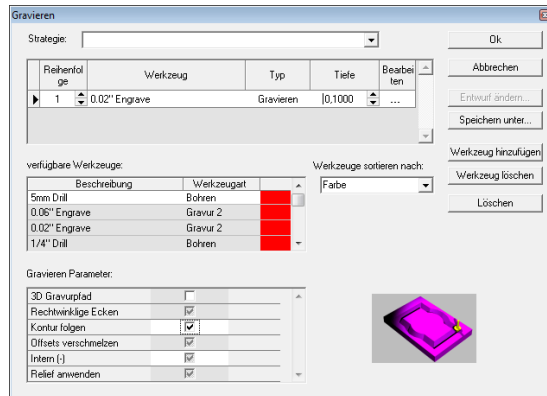 Gravieren
Strategie:
Ok
Abbrechen
Entwurf ändern...
Speichern unter...
Werkzeug hinzufügen
Werkzeug löschen
Löschen
Reihenfolge Werkzeug Typ Tiefe Bearbeiten
1 0.02" Engrave Gravieren 0,1000 ...
verfügbare Werkzeuge:
Werkzeuge sortieren nach:
Farbe
Beschreibung Werkzeugart
5mm Drill Bohren
0.06" Engrave Gravur 2
0.02" Engrave Gravur 2
1/4" Drill Bohren
Gravieren Parameter:
3D Gravurpfad
Rechtwinklige Ecken
Kontur folgen
Offsets verschmelzen
Intern (-)
Relief anwenden